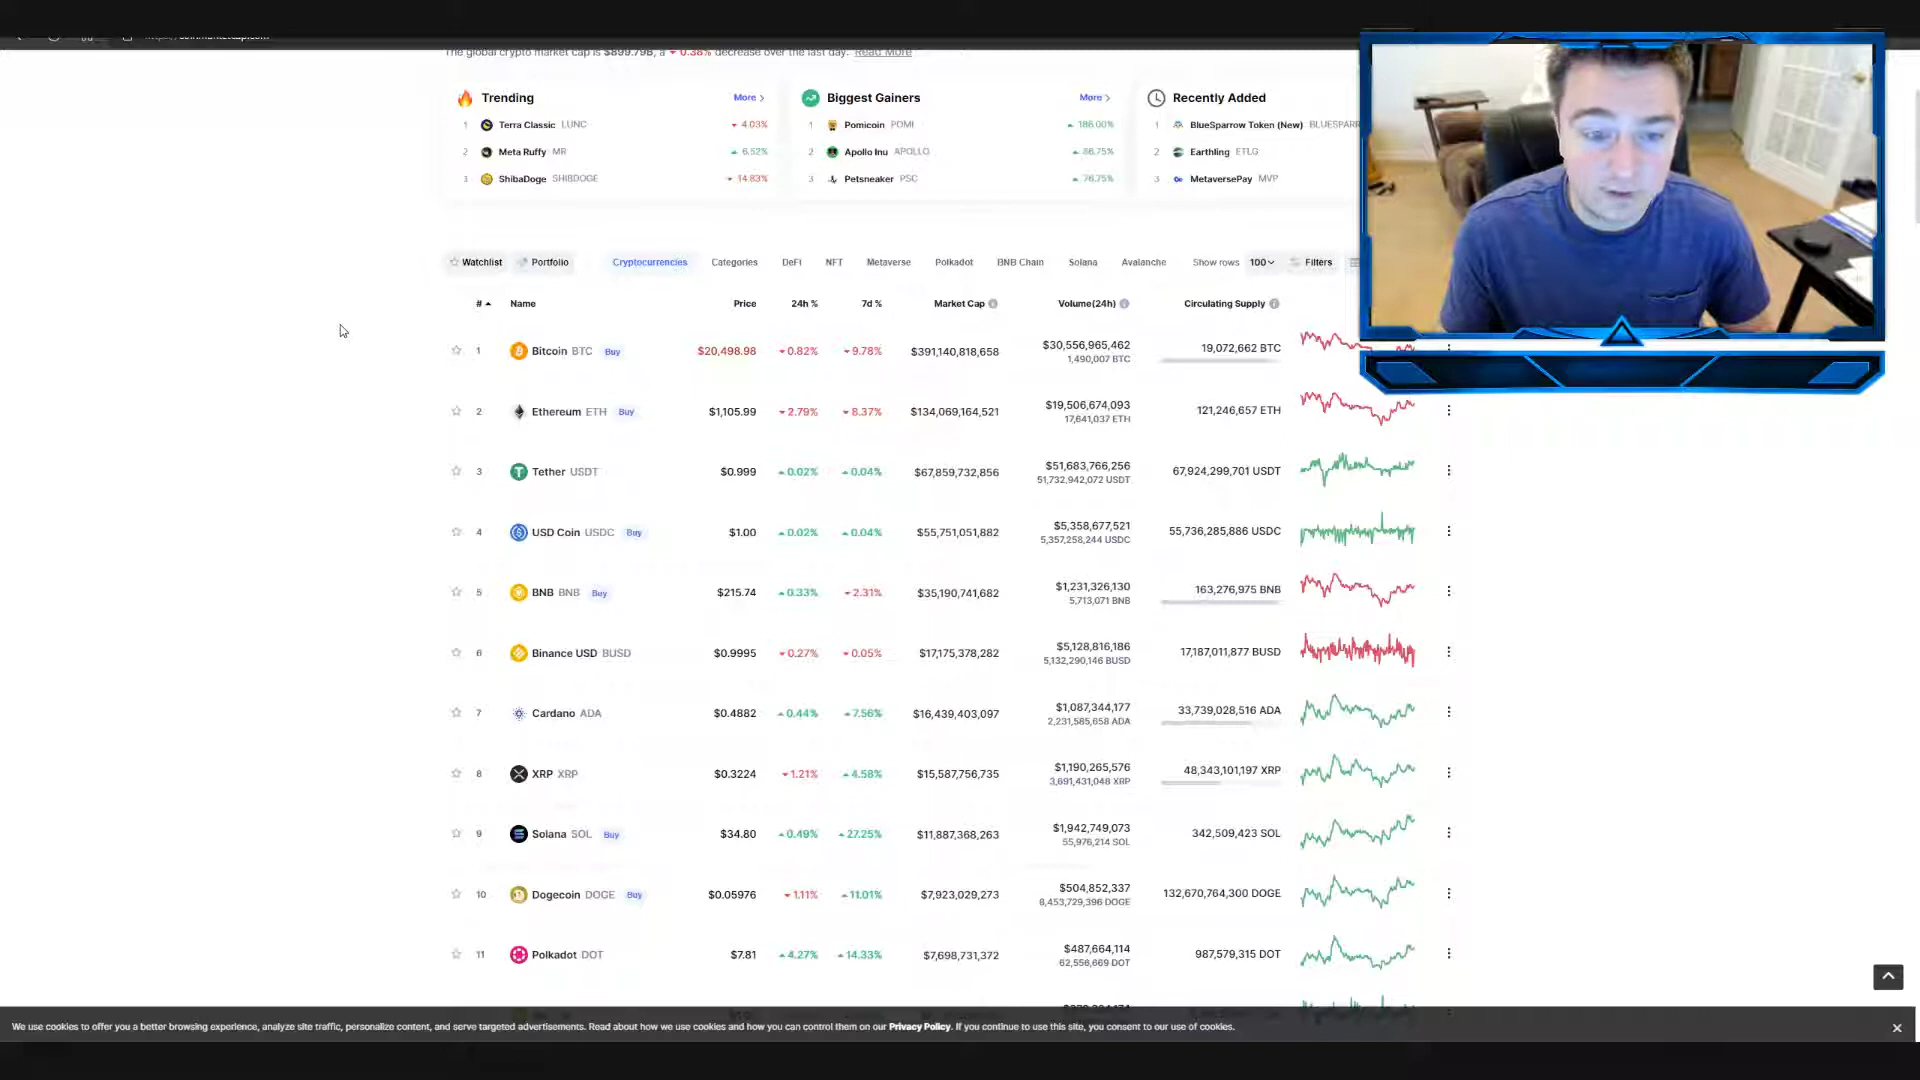 The global crypto market cap is $899.79B, a 0.38% decrease over the last day. Read More
Trending More
1 Terra Classic LUNC 4.03%
2 Meta Ruffy MR 6.52%
3 ShibaDoge SHIBDOGE 14.83%
Biggest Gainers More
1 Pomicoin POMI 186.00%
2 Apollo Inu APOLLO 86.75%
3 Petsneaker PSC 76.75%
Recently Added
1 BlueSparrow Token (New) BLUESPARR
2 Earthling ETLG
3 MetaversePay MVP
Watchlist Portfolio Cryptocurrencies Categories DeFi NFT Metaverse Polkadot BNB Chain Solana Avalanche Show rows 100 Filters
# Name Price 24h % 7d % Market Cap Volume(24h) Circulating Supply
1 Bitcoin BTC Buy $20,498.98 0.82% 9.78% $391,140,818,658 $30,556,965,462 19,072,662 BTC
1,490,007 BTC
2 Ethereum ETH Buy $1,105.99 2.79% 8.37% $134,069,164,521 $19,506,674,093 121,246,657 ETH
17,641,037 ETH
3 Tether USDT $0.999 0.02% 0.04% $67,859,732,856 $51,683,766,256 67,924,299,701 USDT
51,732,942,072 USDT
4 USD Coin USDC Buy $1.00 0.02% 0.04% $55,751,051,882 $5,358,677,521 55,736,285,886 USDC
5,357,258,244 USDC
5 BNB BNB Buy $215.74 0.33% 2.31% $35,190,741,682 $1,231,326,130 163,276,975 BNB
5,713,071 BNB
6 Binance USD BUSD $0.9995 0.27% 0.05% $17,175,378,282 $5,128,816,186 17,187,011,877 BUSD
5,132,290,146 BUSD
7 Cardano ADA $0.4882 0.44% 7.56% $16,439,403,097 $1,087,344,177 33,739,028,516 ADA
2,231,585,658 ADA
8 XRP XRP $0.3224 1.21% 4.58% $15,587,756,735 $1,190,265,576 48,343,101,197 XRP
3,691,431,048 XRP
9 Solana SOL Buy $34.80 0.49% 27.25% $11,887,368,263 $1,942,749,073 342,509,423 SOL
55,976,214 SOL
10 Dogecoin DOGE Buy $0.05976 1.11% 11.01% $7,923,029,273 $504,852,337 132,670,764,300 DOGE
8,453,729,396 DOGE
11 Polkadot DOT $7.81 4.27% 14.33% $7,698,731,372 $487,664,114 987,579,315 DOT
62,556,669 DOT
We use cookies to offer you a better browsing experience, analyze site traffic, personalize content, and serve targeted advertisements. Read about how we use cookies and how you can control them on our Privacy Policy. If you continue to use this site, you consent to our use of cookies.